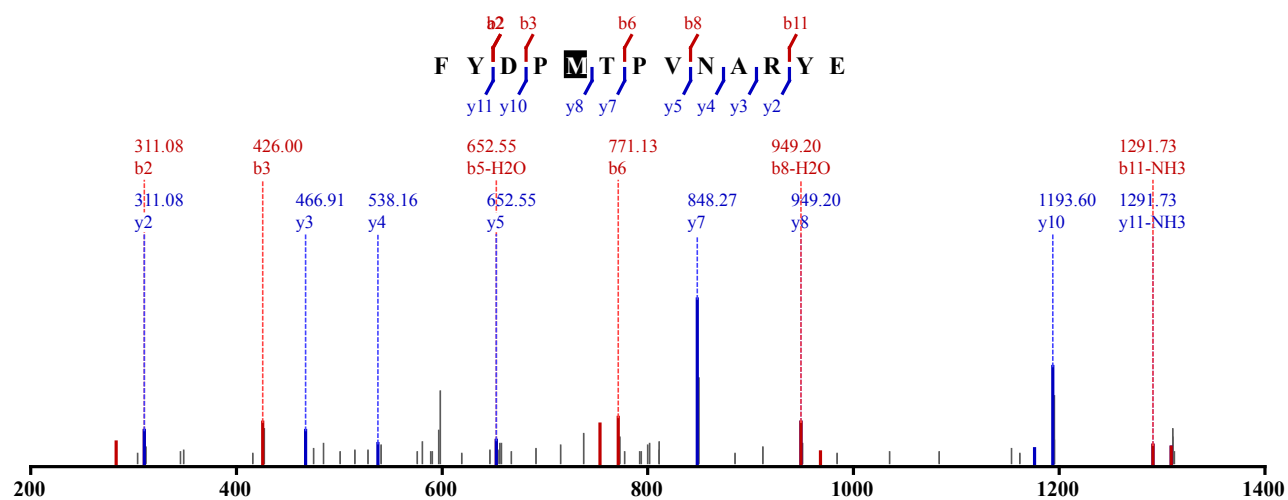 a2 b2 b3 b6 b8 b11
F Y D P M T P V N A R Y E
y11 y10 y8 y7 y5 y4 y3 y2
311.08 426.00 652.55 771.13 949.20 1291.73
b2 b3 b5-H2O b6 b8-H2O b11-NH3
311.08 466.91 538.16 652.55 848.27 949.20 1193.60 1291.73
y2 y3 y4 y5 y7 y8 y10 y11-NH3
200 400 600 800 1000 1200 1400